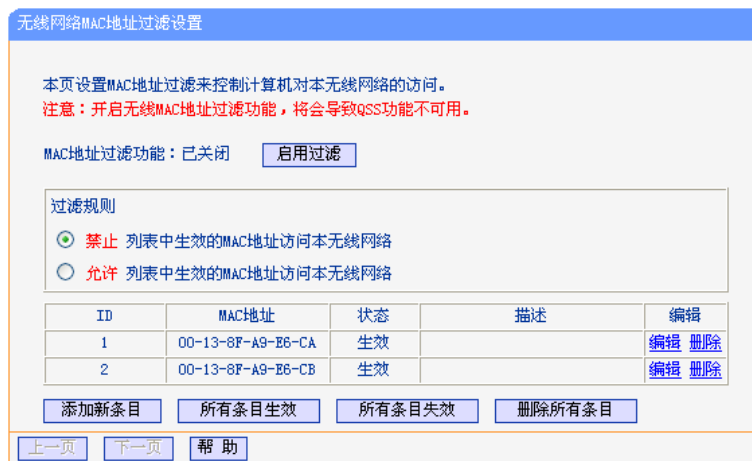 无线网络MAC地址过滤设置
本页设置MAC地址过滤来控制计算机对本无线网络的访问。
注意：开启无线MAC地址过滤功能，将会导致QSS功能不可用。
MAC地址过滤功能：已关闭 启用过滤
过滤规则
禁止 列表中生效的MAC地址访问本无线网络
允许 列表中生效的MAC地址访问本无线网络
ID MAC地址 状态 描述 编辑
1 00-13-8F-A9-E6-CA 生效 编辑 删除
2 00-13-8F-A9-E6-CB 生效 编辑 删除
添加新条目 所有条目生效 所有条目失效 删除所有条目
上一页 下一页 帮 助